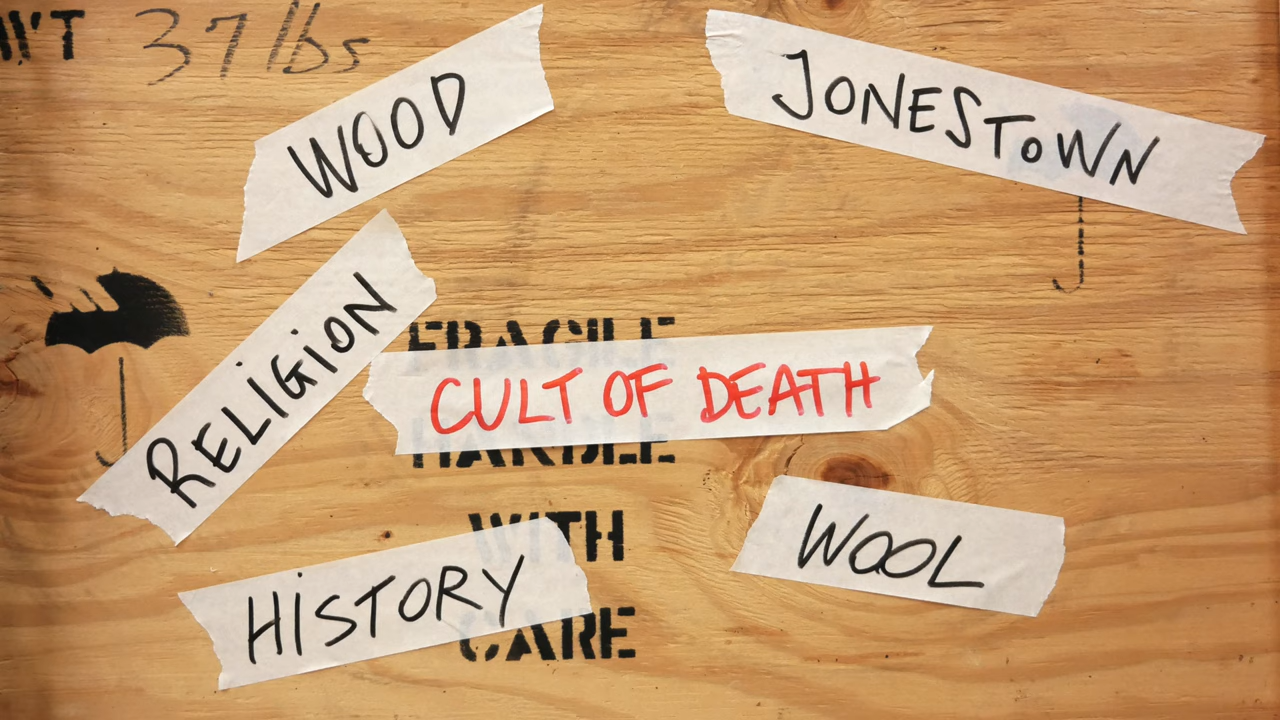 WT 37 lbs
WOOD
JONESTOWN
RELIGION
FRAGILE
CULT OF DEATH
HANDLE
WITH
WOOL
HISTORY
CARE